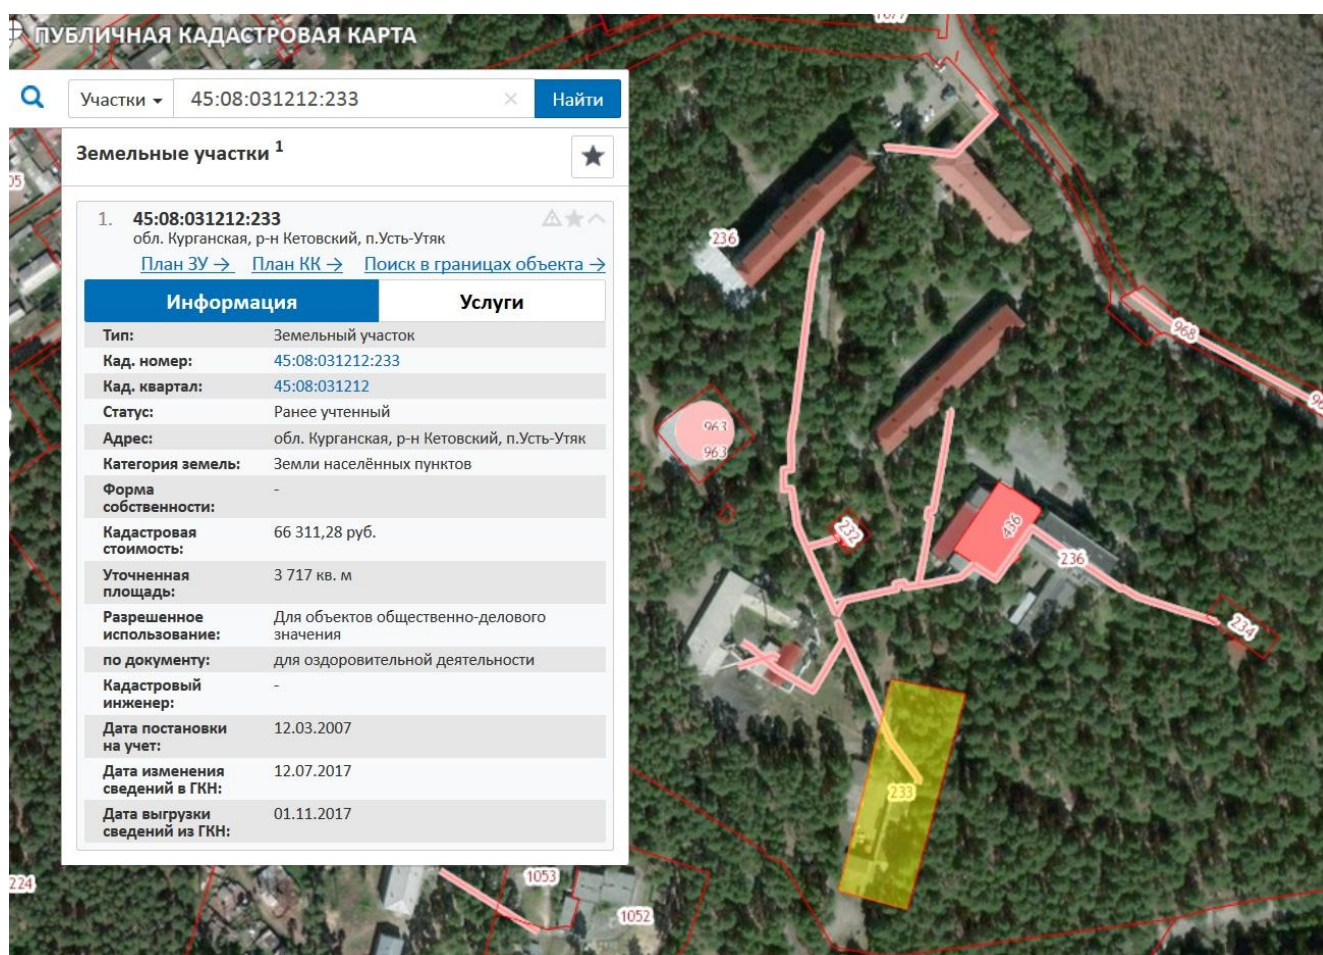 ПУБЛИЧНАЯ КАДАСТРОВАЯ КАРТА
Участки 45:08:031212:233 × Найти
Земельные участки 1
1. 45:08:031212:233
обл. Курганская, р-н Кетовский, п.Усть-Утяк
План ЗУ → План КК → Поиск в границах объекта →
Информация Услуги
Тип: Земельный участок
Кад. номер: 45:08:031212:233
Кад. квартал: 45:08:031212
Статус: Ранее учтенный
Адрес: обл. Курганская, р-н Кетовский, п.Усть-Утяк
Категория земель: Земли населённых пунктов
Форма
собственности: -
Кадастровая
стоимость: 66 311,28 руб.
Уточненная
площадь: 3 717 кв. м
Разрешенное
использование: Для объектов общественно-делового
значения
по документу: для оздоровительной деятельности
Кадастровый
инженер: -
Дата постановки
на учет: 12.03.2007
Дата изменения
сведений в ГКН: 12.07.2017
Дата выгрузки
сведений из ГКН: 01.11.2017
1077
236
968
963
963
232
436
236
234
233
1053
1052
224